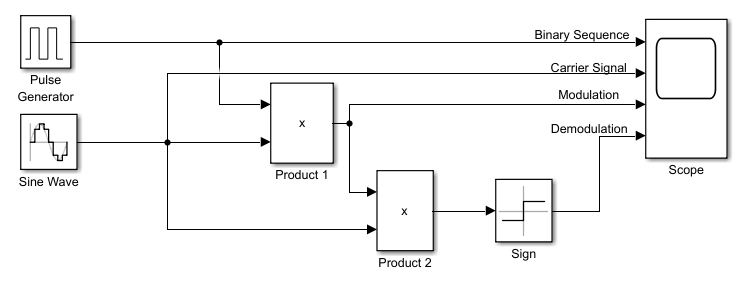 Binary Sequence
Pulse
Generator
Carrier Signal
Modulation
x
Demodulation
Sine Wave
Product 1
Scope
x
Product 2
Sign